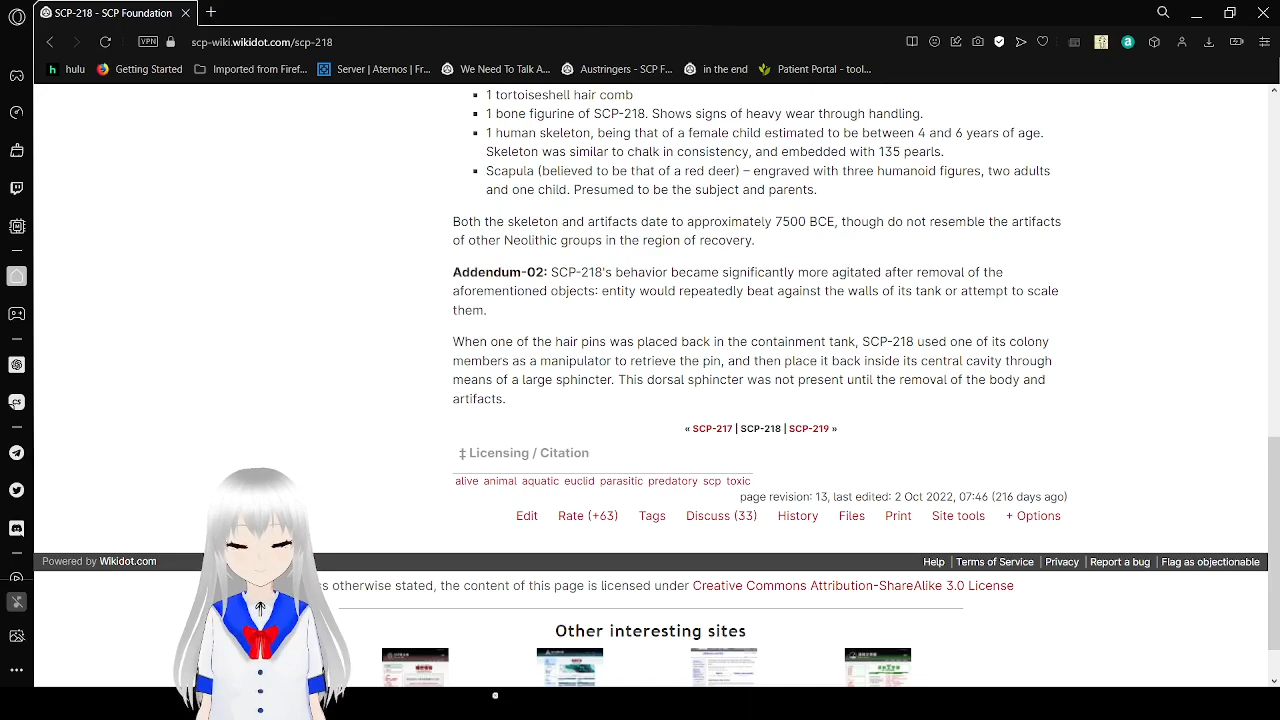 SCP-218 - SCP Foundation
VPN
scp-wiki.wikidot.com/scp-218
hulu
Getting Started
Imported from Firef...
Server | Aternos | Fr...
We Need To Talk A...
Austringers - SCP F...
in the end
Patient Portal - tool...
1 tortoiseshell hair comb
1 bone figurine of SCP-218. Shows signs of heavy wear through handling.
1 human skeleton, being that of a female child estimated to be between 4 and 6 years of age.
Skeleton was similar to chalk in consistency, and embedded with 135 pearls.
Scapula (believed to be that of a red deer) – engraved with three humanoid figures, two adults
and one child. Presumed to be the subject and parents.
Both the skeleton and artifacts date to approximately 7500 BCE, though do not resemble the artifacts
of other Neolithic groups in the region of recovery.
Addendum-02: SCP-218's behavior became significantly more agitated after removal of the
aforementioned objects: entity would repeatedly beat against the walls of its tank or attempt to scale
them.
When one of the hair pins was placed back in the containment tank, SCP-218 used one of its colony
members as a manipulator to retrieve the pin, and then place it back inside its central cavity through
means of a large sphincter. This dorsal sphincter was not present until the removal of the body and
artifacts.
« SCP-217 | SCP-218 | SCP-219 »
‡ Licensing / Citation
alive animal aquatic euclid parasitic predatory scp toxic
page revision: 13, last edited: 2 Oct 2022, 07:46 (216 days ago)
Edit Rate (+63) Tags Discuss (33) History Files Print Site tools + Options
Powered by Wikidot.com
Help | Terms of Service | Privacy | Report a bug | Flag as objectionable
otherwise stated, the content of this page is licensed under Creative Commons Attribution-ShareAlike 3.0 License
Other interesting sites